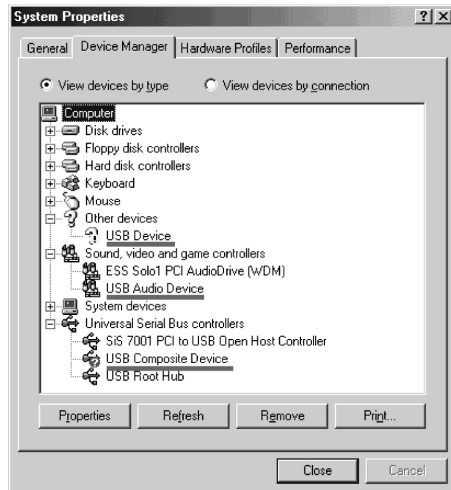 System Properties
General Device Manager Hardware Profiles Performance
View devices by type View devices by connection
Computer
Disk drives
Floppy disk controllers
Hard disk controllers
Keyboard
Mouse
Other devices
USB Device
Sound, video and game controllers
ESS Solo1 PCI AudioDrive (WDM)
USB Audio Device
System devices
Universal Serial Bus controllers
SiS 7001 PCI to USB Open Host Controller
USB Composite Device
USB Root Hub
Properties Refresh Remove Print...
Close Cancel